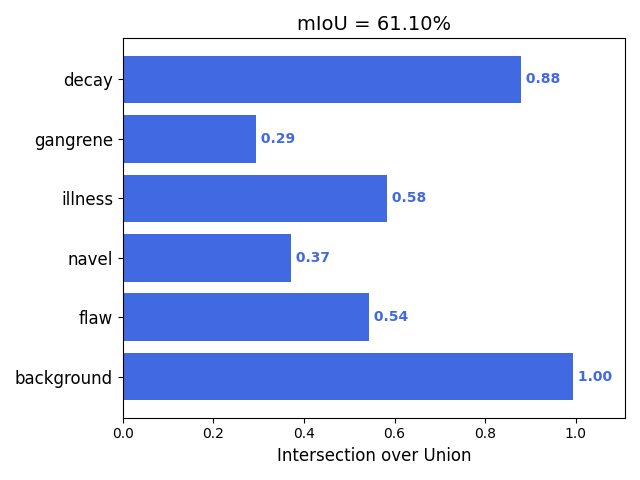 mIoU = 61.10%
decay 0.88
gangrene 0.29
illness 0.58
navel 0.37
flaw 0.54
background 1.00
0.0 0.2 0.4 0.6 0.8 1.0
Intersection over Union